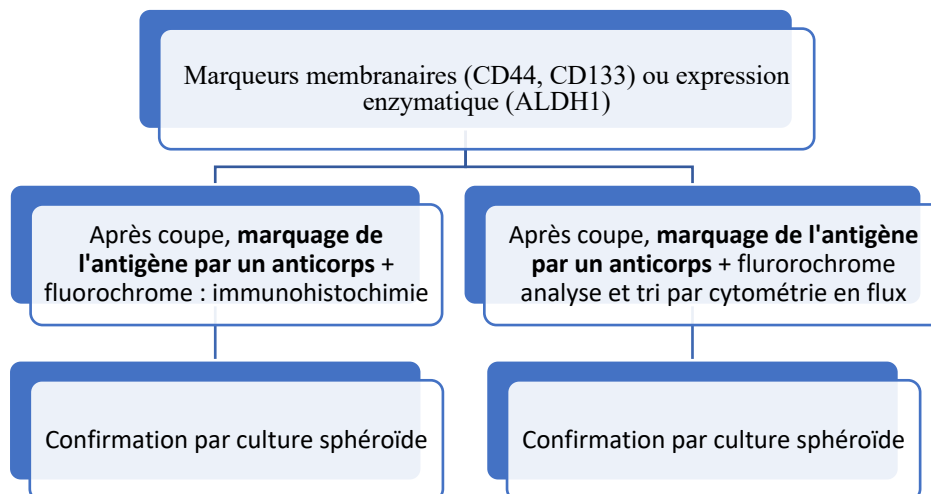 Marqueurs membranaires (CD44, CD133) ou expression
enzymatique (ALDH1)
Après coupe, marquage de
l'antigène par un anticorps +
fluorochrome : immunohistochimie
Après coupe, marquage de l'antigène
par un anticorps + flurorochrome
analyse et tri par cytométrie en flux
Confirmation par culture sphéroïde
Confirmation par culture sphéroïde